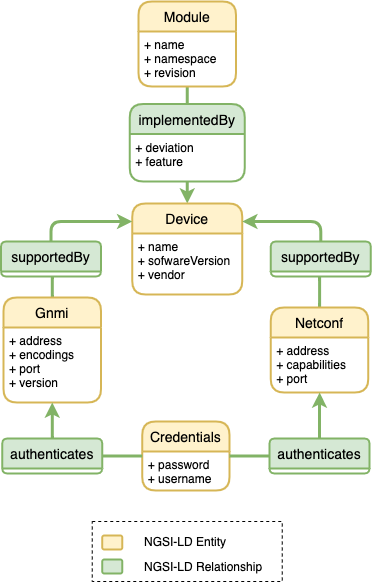 Module
+ name
+ namespace
+ revision
implementedBy
+ deviation
+ feature
Device
+ name
+ sofwareVersion
+ vendor
supportedBy
supportedBy
Gnmi
+ address
+ encodings
+ port
+ version
Netconf
+ address
+ capabilities
+ port
authenticates
Credentials
+ password
+ username
authenticates
NGSI-LD Entity
NGSI-LD Relationship